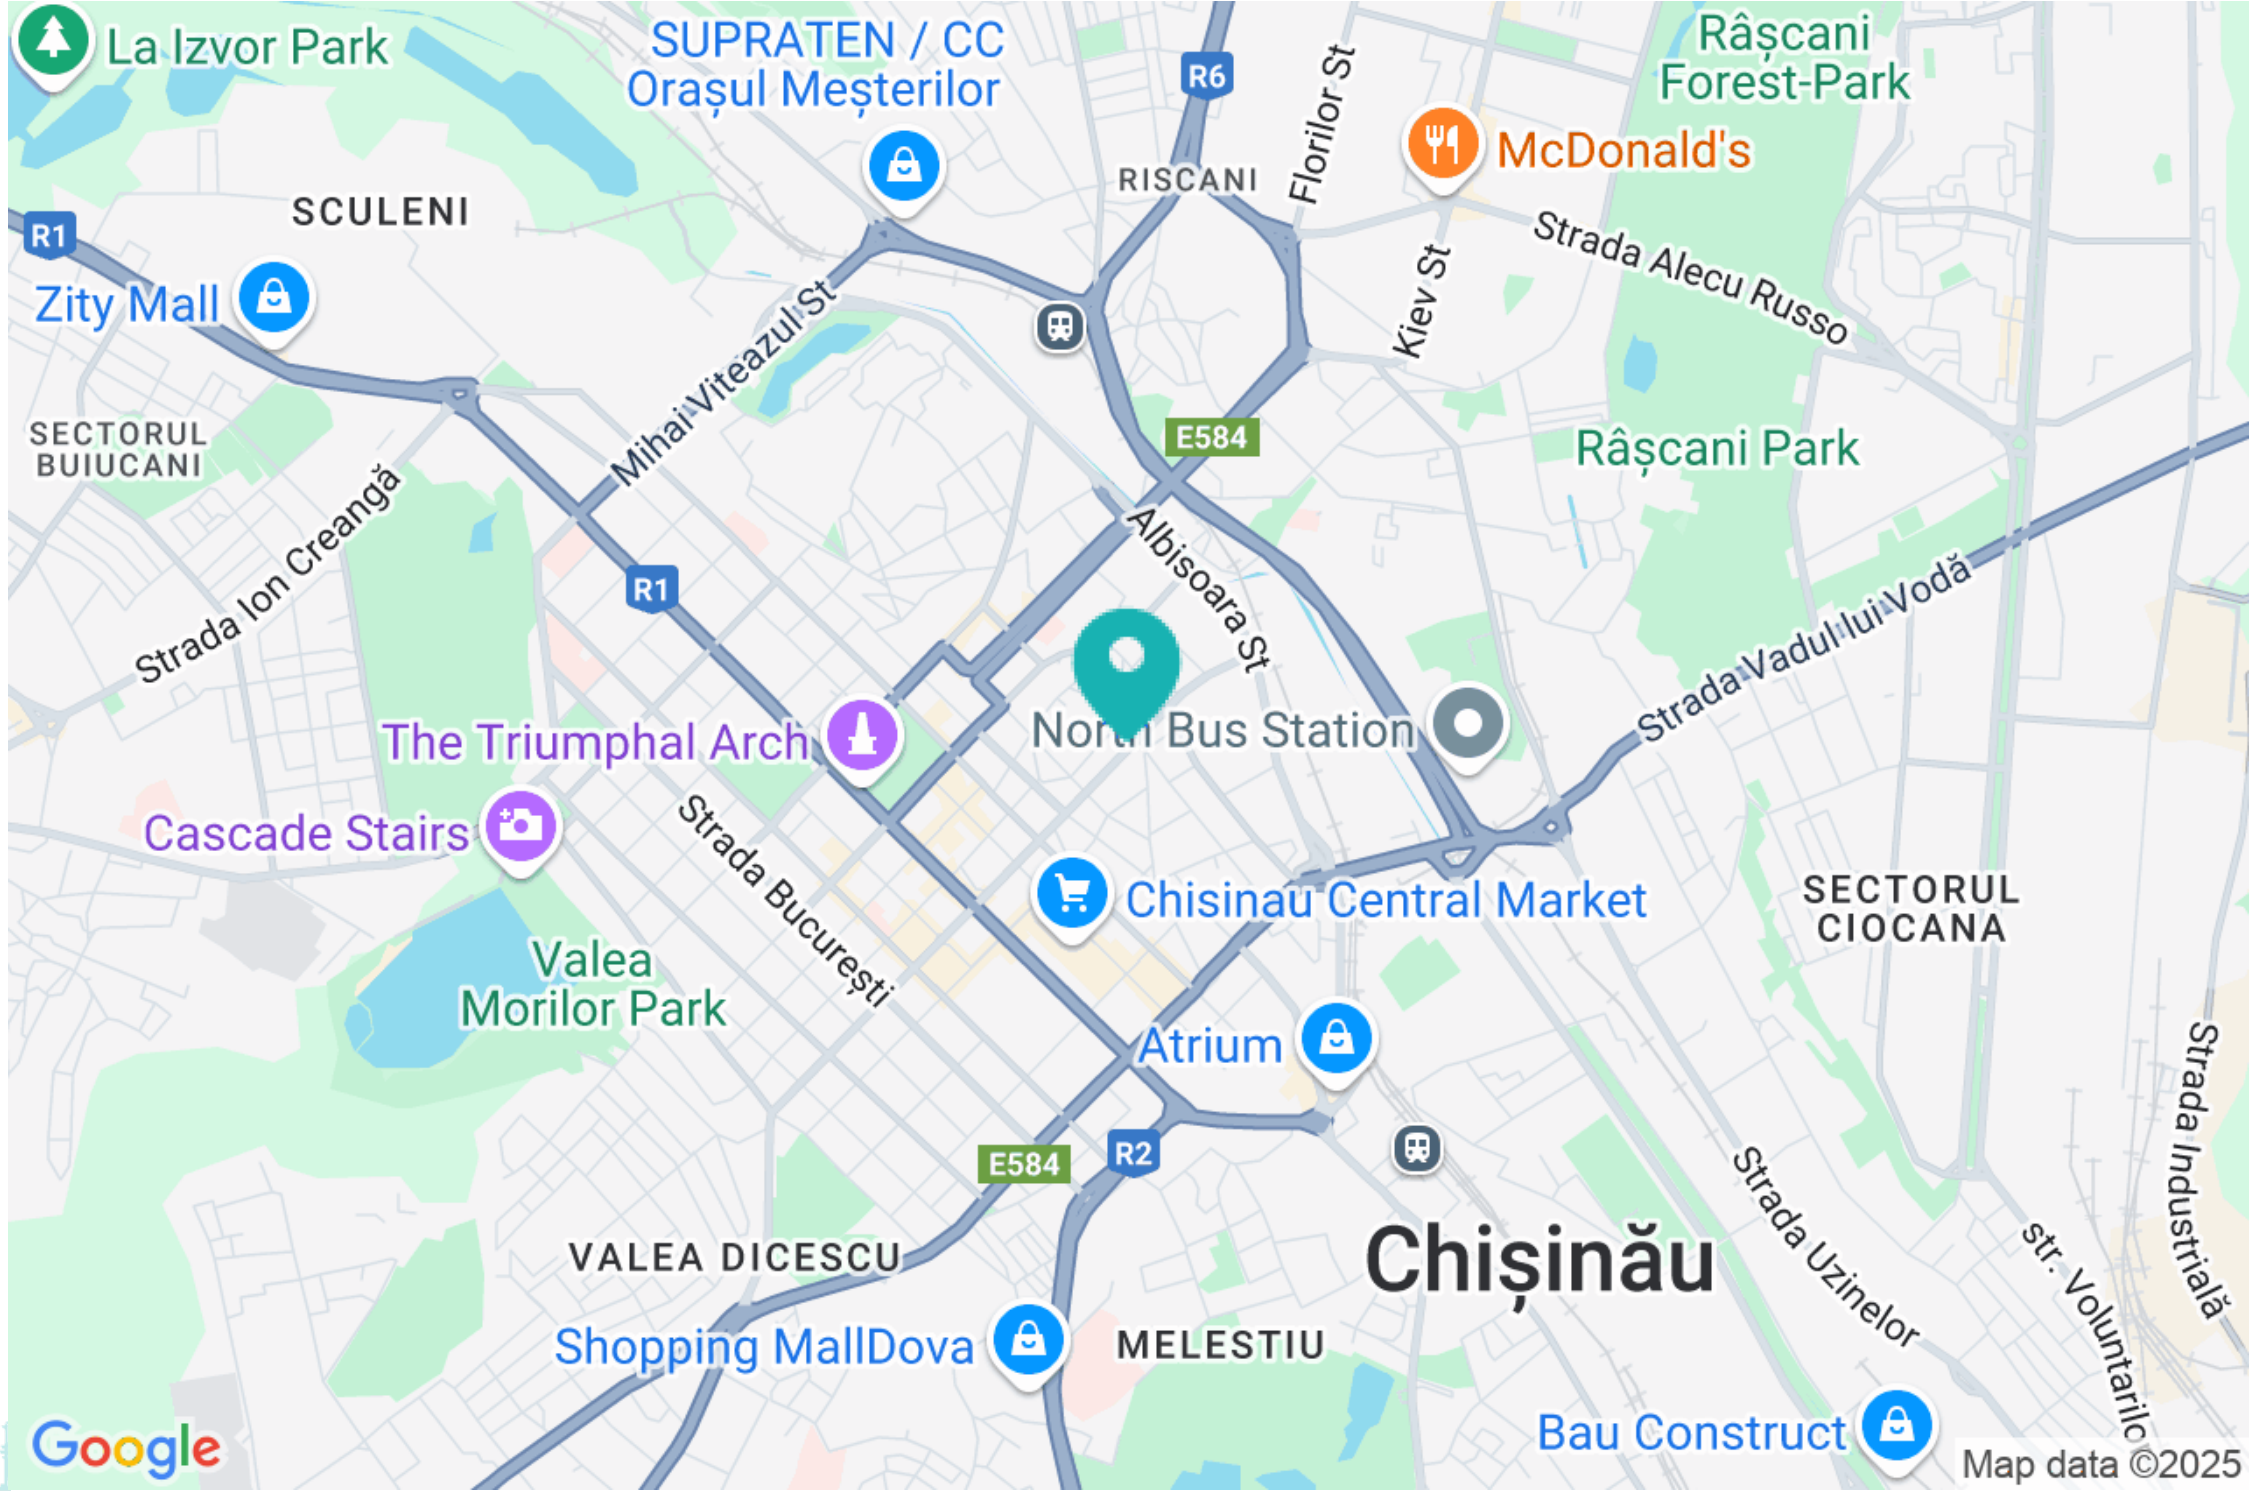 La Izvor Park
SUPRATEN / CC
Orașul Meșterilor
R6
Florilor St
Râșcani
Forest-Park
McDonald's
RISCANI
SCULENI
R1
Zity Mall
Mihai Viteazul St
Kiev St
Strada Alecu Russo
SECTORUL
BUIUCANI
E584
Râșcani Park
Strada Ion Creangă
R1
Albisoara St
Strada Vadul lui Vodă
The Triumphal Arch
North Bus Station
Cascade Stairs
Strada București
Chisinau Central Market
SECTORUL
CIOCANA
Valea
Morilor Park
Atrium
Strada Industrială
E584
R2
Strada Uzinelor
VALEA DICESCU
Chișinău
str. Voluntarilor
Shopping MallDova
MELESTIU
Bau Construct
Google
Map data ©2025